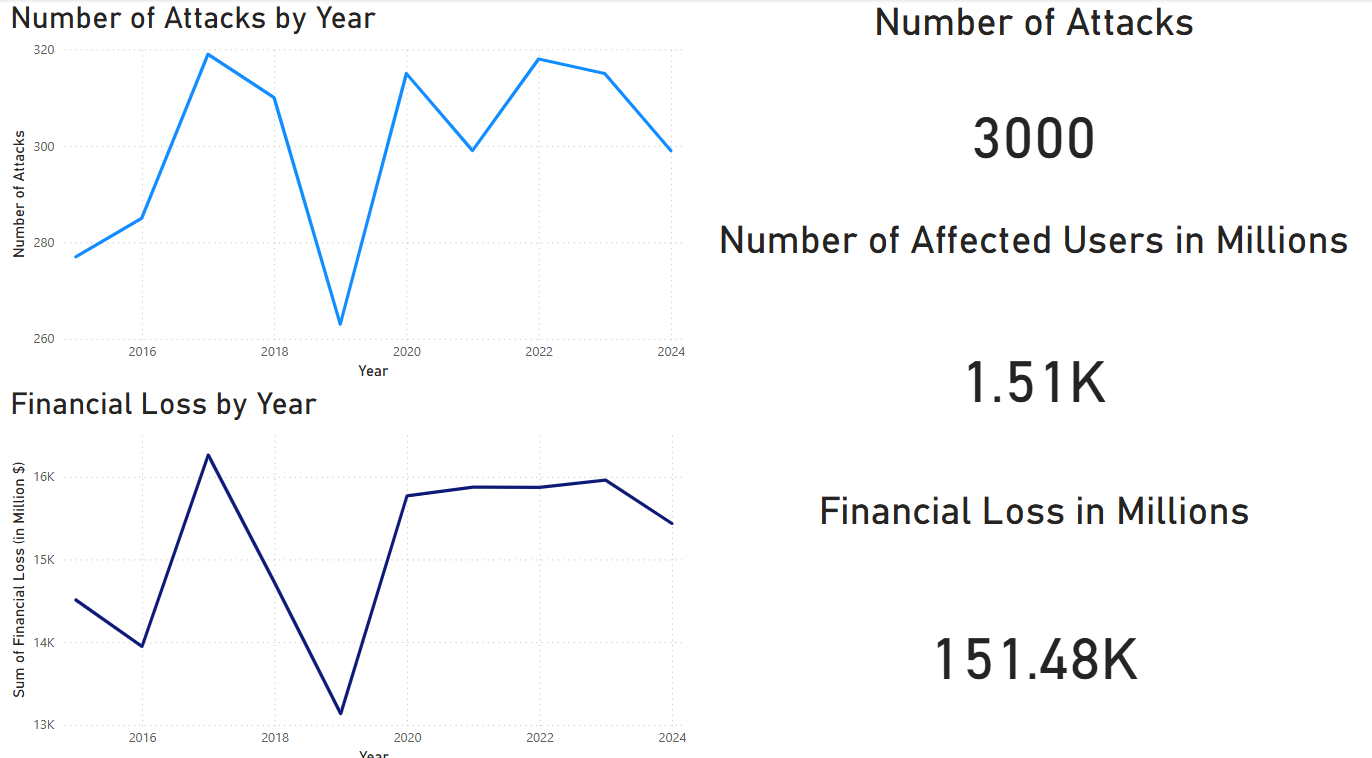 Number of Attacks by Year
320
300
280
260
Number of Attacks
2016 2018 2020 2022 2024
Year
Financial Loss by Year
16K
15K
14K
13K
Sum of Financial Loss (in Million $)
2016 2018 2020 2022 2024
Year
Number of Attacks
3000
Number of Affected Users in Millions
1.51K
Financial Loss in Millions
151.48K